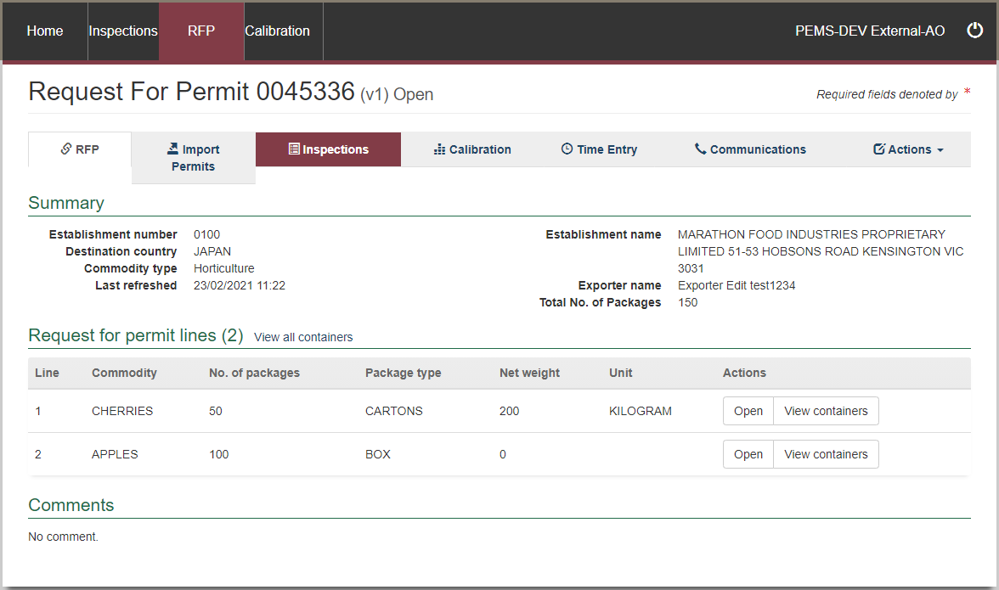 Home Inspections RFP Calibration PEMS-DEV External-AO
Request For Permit 0045336 (v1) Open
Required fields denoted by *
RFP Import Permits Inspections Calibration Time Entry Communications Actions
Summary
Establishment number 0100
Destination country JAPAN
Commodity type Horticulture
Last refreshed 23/02/2021 11:22
Establishment name MARATHON FOOD INDUSTRIES PROPRIETARY
LIMITED 51-53 HOBSONS ROAD KENSINGTON VIC
3031
Exporter name Exporter Edit test1234
Total No. of Packages 150
Request for permit lines (2) View all containers
Line Commodity No. of packages Package type Net weight Unit Actions
1 CHERRIES 50 CARTONS 200 KILOGRAM Open View containers
2 APPLES 100 BOX 0 Open View containers
Comments
No comment.